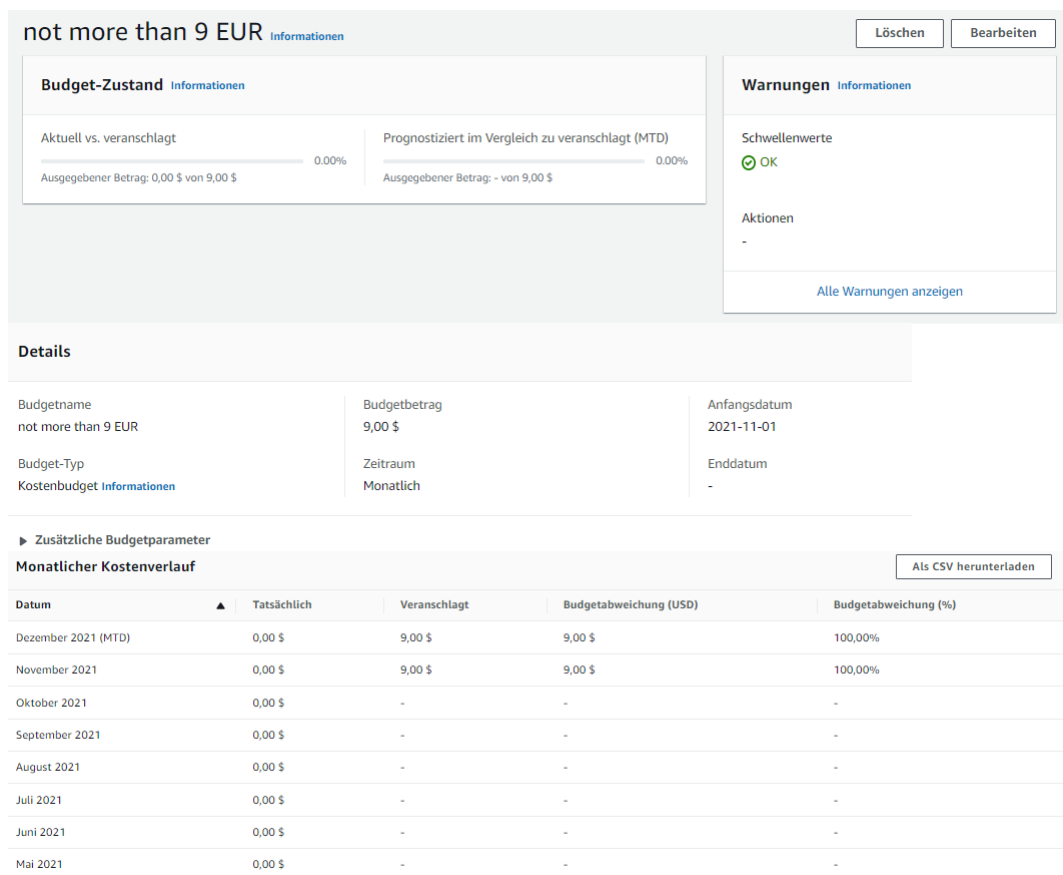 not more than 9 EUR Informationen
Löschen
Bearbeiten
Budget-Zustand Informationen
Aktuell vs. veranschlagt
0.00%
Ausgegebener Betrag: 0,00 $ von 9,00 $
Prognostiziert im Vergleich zu veranschlagt (MTD)
0.00%
Ausgegebener Betrag: - von 9,00 $
Warnungen Informationen
Schwellenwerte
OK
Aktionen
-
Alle Warnungen anzeigen
Details
Budgetname
not more than 9 EUR
Budget-Typ
Kostenbudget Informationen
Budgetbetrag
9,00 $
Zeitraum
Monatlich
Anfangsdatum
2021-11-01
Enddatum
-
Zusätzliche Budgetparameter
Monatlicher Kostenverlauf
Als CSV herunterladen
Datum Tatsächlich Veranschlagt Budgetabweichung (USD) Budgetabweichung (%)
Dezember 2021 (MTD) 0,00 $ 9,00 $ 9,00 $ 100,00%
November 2021 0,00 $ 9,00 $ 9,00 $ 100,00%
Oktober 2021 0,00 $ - - -
September 2021 0,00 $ - - -
August 2021 0,00 $ - - -
Juli 2021 0,00 $ - - -
Juni 2021 0,00 $ - - -
Mai 2021 0,00 $ - - -